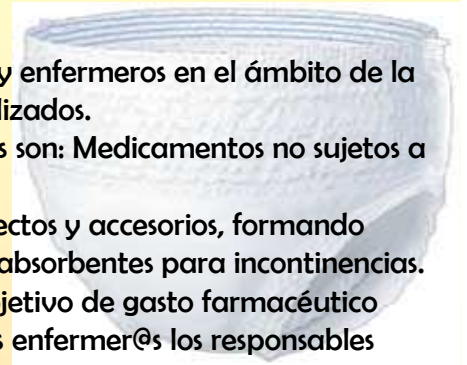 y enfermeros en el ámbito de la
lizados.
s son: Medicamentos no sujetos a
ectos y accesorios, formando
absorbentes para incontinencias.
jetivo de gasto farmacéutico
s enfermer@s los responsables